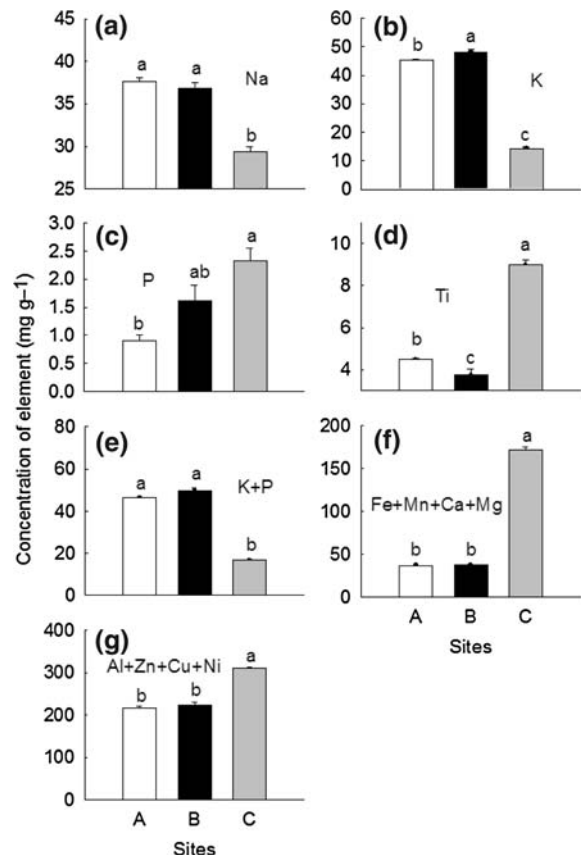 (a)
40
35
30
25
a
a
b
Na
(b)
60
50
40
30
20
10
0
b
a
c
K
(c)
3.0
2.5
2.0
1.5
1.0
0.5
0.0
P
b
ab
a
(d)
10
8
6
4
Ti
b
c
a
(e)
80
60
40
20
0
a
a
b
K+P
(f)
200
150
100
50
0
Fe+Mn+Ca+Mg
b
b
a
A
B
C
Sites
(g)
400
300
200
100
0
Al+Zn+Cu+Ni
b
b
a
A
B
C
Sites
Concentration of element (mg g–1)